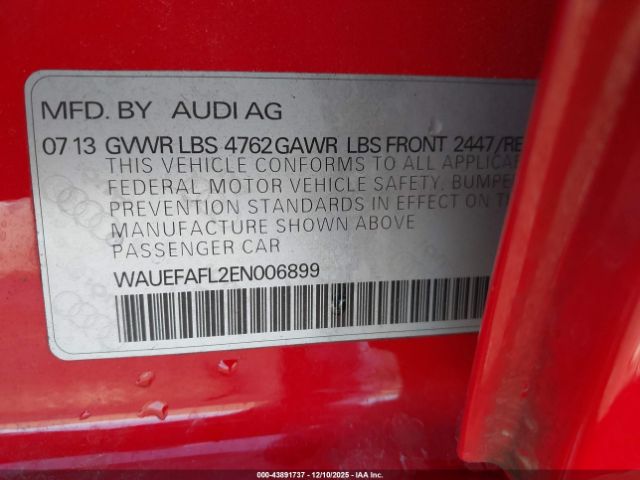 MFD. BY AUDI AG
07 13 GVWR LBS 4762 GAWR LBS FRONT 2447/RE
THIS VEHICLE CONFORMS TO ALL APPLICA
FEDERAL MOTOR VEHICLE SAFETY, BUMPE
PREVENTION STANDARDS IN EFFECT ON T
MANUFACTURE SHOWN ABOVE
PASSENGER CAR
WAUEFAFL2EN006899
000-43891737 - 12/10/2025 - IAA Inc.